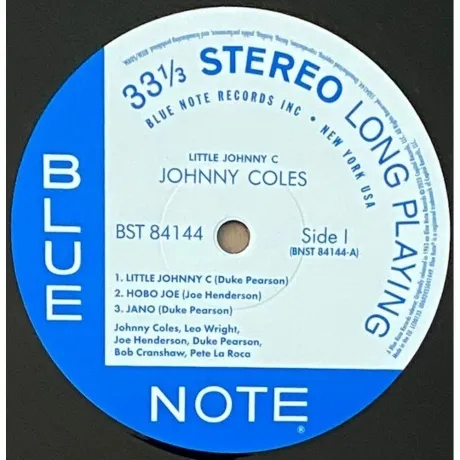 33⅓ STEREO LONG PLAYING
BLUE NOTE RECORDS INC • NEW YORK USA
LITTLE JOHNNY C
JOHNNY COLES
BST 84144
Side I
(BNST 84144-A)
1. LITTLE JOHNNY C (Duke Pearson)
2. HOBO JOE (Joe Henderson)
3. JANO (Duke Pearson)
Johnny Coles, Leo Wright,
Joe Henderson, Duke Pearson,
Bob Cranshaw, Pete La Roca
BLUE
NOTE®